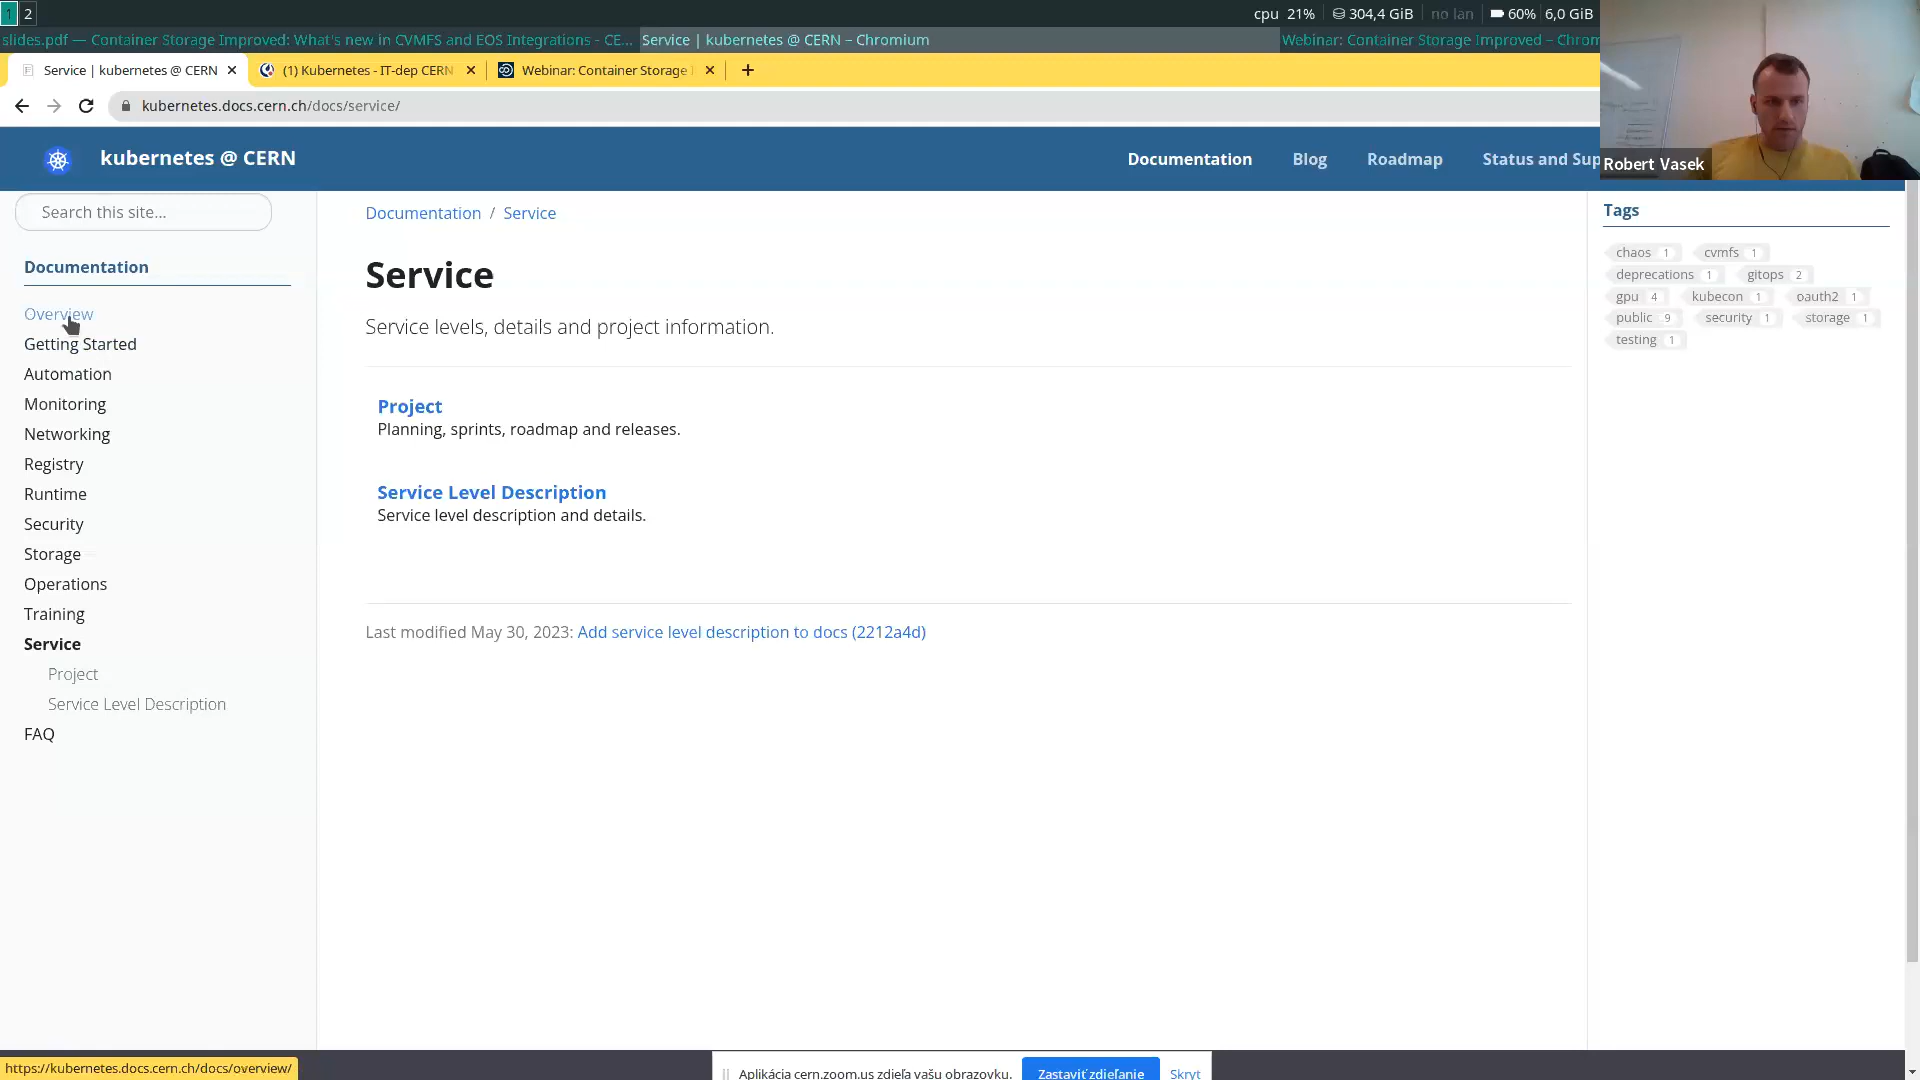 1 2
cpu 21% 304,4 GiB no lan 60% 6,0 GiB
slides.pdf — Container Storage Improved: What's new in CVMFS and EOS Integrations - CE... Service | kubernetes @ CERN – Chromium Webinar: Container Storage Improved – Chrom
Service | kubernetes @ CERN (1) Kubernetes - IT-dep CERN Webinar: Container Storage
kubernetes.docs.cern.ch/docs/service/
kubernetes @ CERN
Documentation Blog Roadmap Status and Sup
Robert Vasek
Search this site...
Documentation
Overview
Getting Started
Automation
Monitoring
Networking
Registry
Runtime
Security
Storage
Operations
Training
Service
Project
Service Level Description
FAQ
Documentation / Service
Service
Service levels, details and project information.
Project
Planning, sprints, roadmap and releases.
Service Level Description
Service level description and details.
Last modified May 30, 2023: Add service level description to docs (2212a4d)
Tags
chaos 1 cvmfs 1
deprecations 1 gitops 2
gpu 4 kubecon 1 oauth2 1
public 9 security 1 storage 1
testing 1
https://kubernetes.docs.cern.ch/docs/overview/
Aplikácia cern.zoom.us zdieľa vašu obrazovku. Zastaviť zdieľanie Skryť